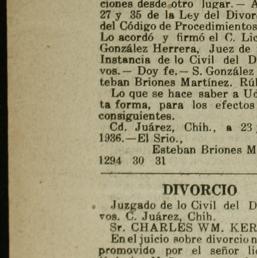 ciones desde otro lugar.— A
27 y 35 de la Ley del Divor
del Código de Procedimientos
Lo acordó y firmó el C. Lic
González Herrera, Juez de
Instancia de lo Civil del D
vos.— Doy fe.— S. González
teban Briones Martínez. Rú
Lo que se hace saber a Ud
ta forma, para los efectos
consiguientes.
Cd. Juárez, Chih., a 23
1936.—El Srio.,
Esteban Briones M
1294 30 31
DIVORCIO
Juzgado de lo Civil del D
vos. C. Juárez, Chih.
Sr. CHARLES WM. KER
En el juicio sobre divorcio n
promovido por el señor li